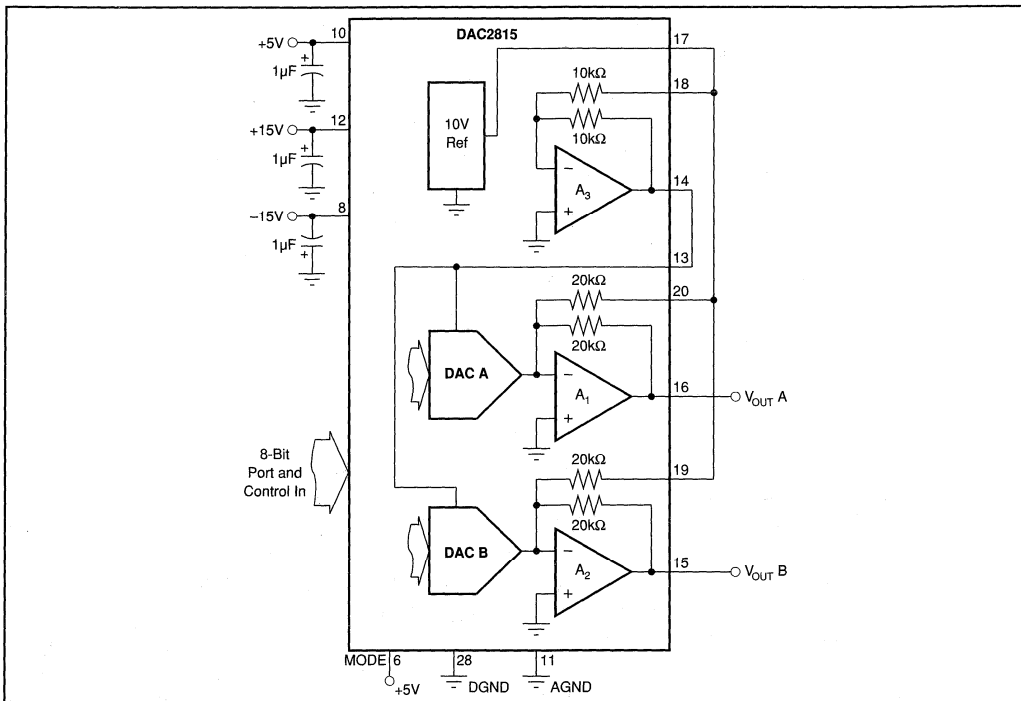 DAC2815
10
17
+5V
+
1µF
10kΩ
18
10V
Ref
10kΩ
12
+15V
+
1µF
−
A3
+
14
8
−15V
1µF
+
13
20kΩ
20
20kΩ
DAC A
−
A1
+
16
VOUT A
8-Bit
Port and
Control In
20kΩ
19
20kΩ
DAC B
−
A2
+
15
VOUT B
MODE 6
28
11
+5V
DGND
AGND